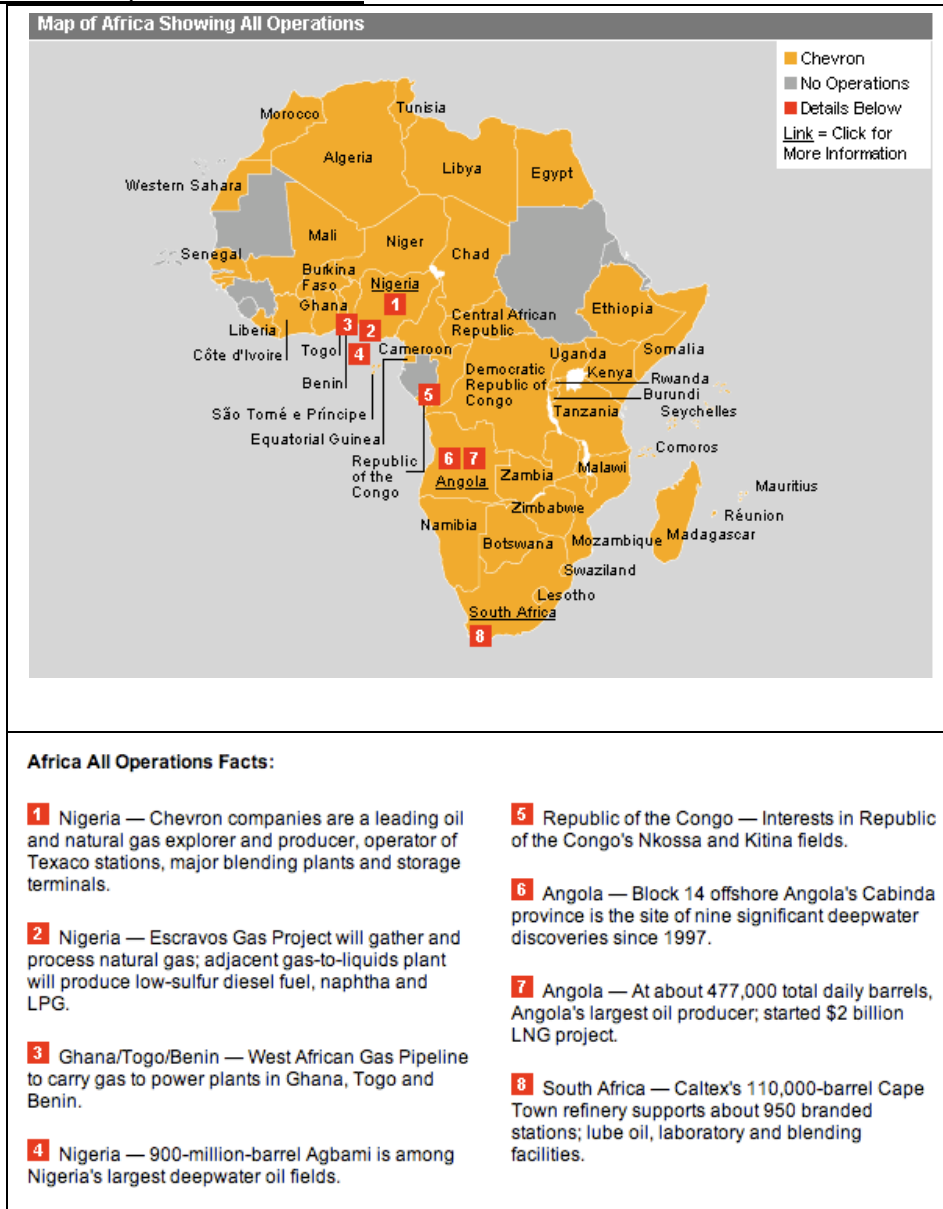 Map of Africa Showing All Operations
Chevron
No Operations
Details Below
Link = Click for
More Information
Morocco
Tunisia
Algeria
Libya
Egypt
Western Sahara
Mali
Niger
Chad
Senegal
Burkina
Faso
Nigeria
1
Ghana
Central African
Republic
Ethiopia
Liberia
3
2
Côte d'Ivoire
Togo
4
Cameroon
Uganda
Somalia
Benin
Democratic
Republic of
Congo
Kenya
Rwanda
5
Burundi
São Tomé e Príncipe
Tanzania
Seychelles
Equatorial Guinea
Republic
of the
Congo
6
7
Comoros
Angola
Zambia
Malawi
Mauritius
Zimbabwe
Réunion
Namibia
Botswana
Mozambique
Madagascar
Swaziland
Lesotho
South Africa
8
Africa All Operations Facts:
1 Nigeria — Chevron companies are a leading oil
and natural gas explorer and producer, operator of
Texaco stations, major blending plants and storage
terminals.
2 Nigeria — Escravos Gas Project will gather and
process natural gas; adjacent gas-to-liquids plant
will produce low-sulfur diesel fuel, naphtha and
LPG.
3 Ghana/Togo/Benin — West African Gas Pipeline
to carry gas to power plants in Ghana, Togo and
Benin.
4 Nigeria — 900-million-barrel Agbami is among
Nigeria's largest deepwater oil fields.
5 Republic of the Congo — Interests in Republic
of the Congo's Nkossa and Kitina fields.
6 Angola — Block 14 offshore Angola's Cabinda
province is the site of nine significant deepwater
discoveries since 1997.
7 Angola — At about 477,000 total daily barrels,
Angola's largest oil producer; started $2 billion
LNG project.
8 South Africa — Caltex's 110,000-barrel Cape
Town refinery supports about 950 branded
stations; lube oil, laboratory and blending
facilities.